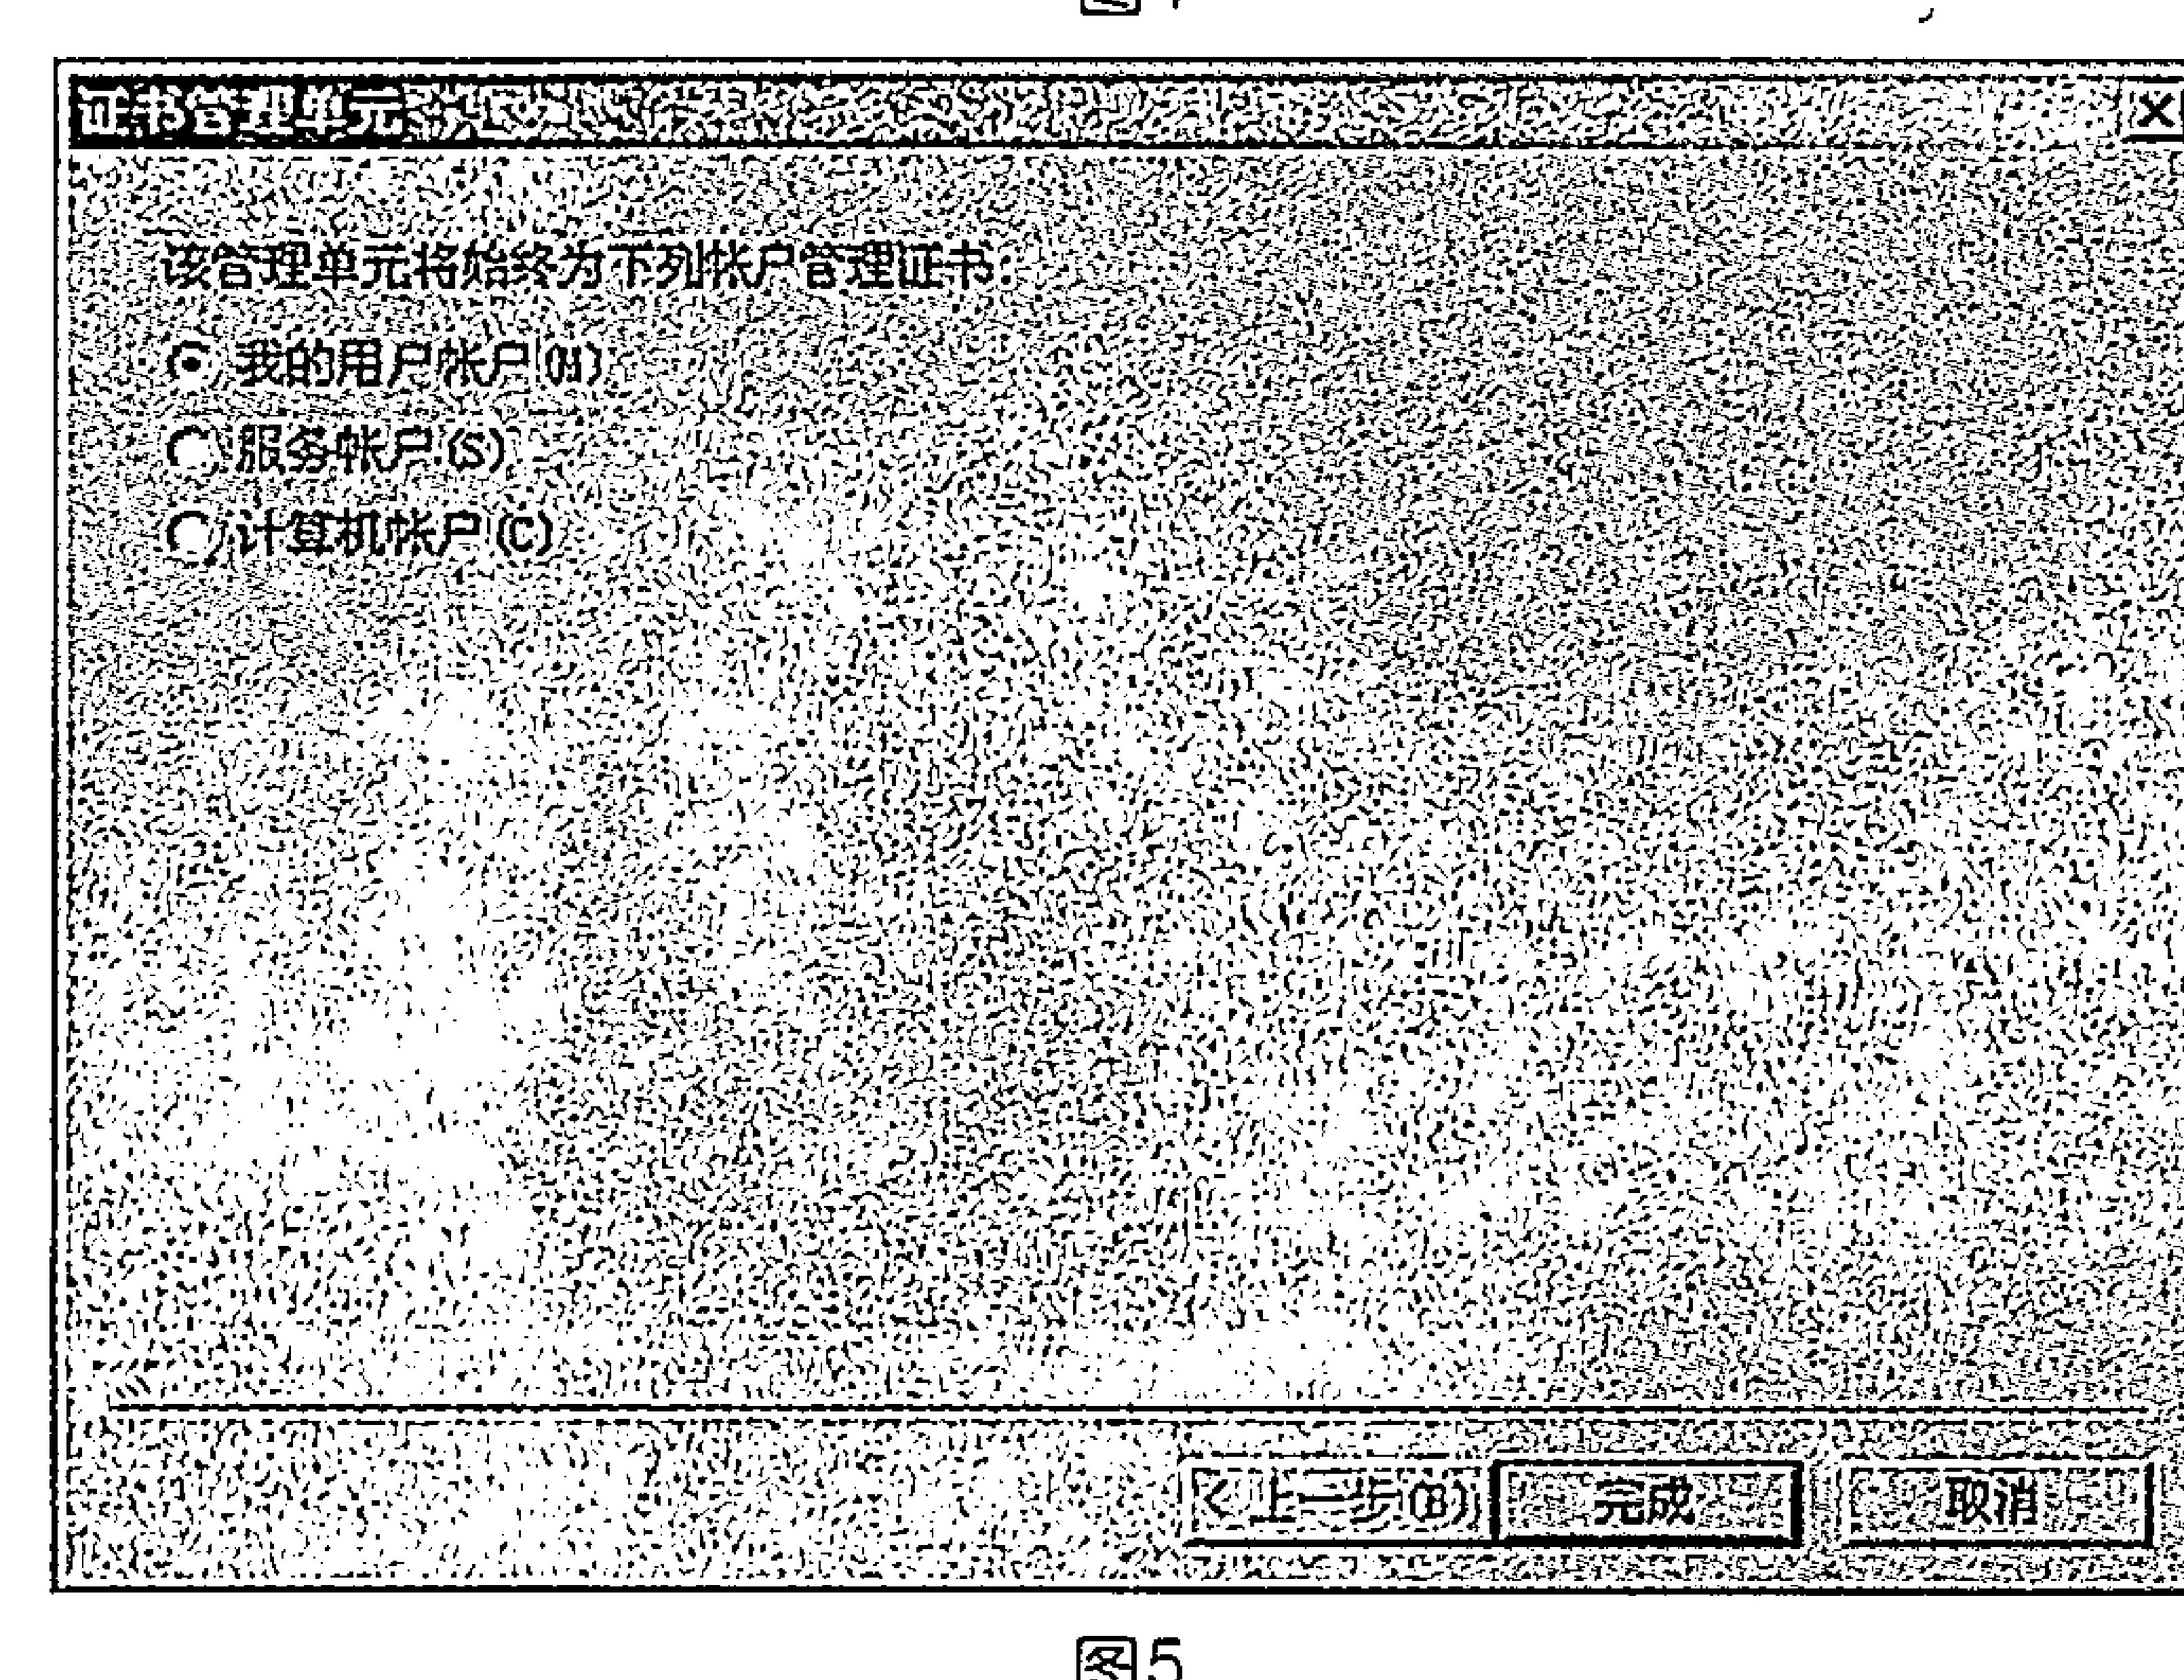 证书管理单元
该管理单元将始终为下列帐户管理证书:
我的用户帐户(M)
服务帐户(S)
计算机帐户(C)
< 上一步(B) 完成 取消
图5